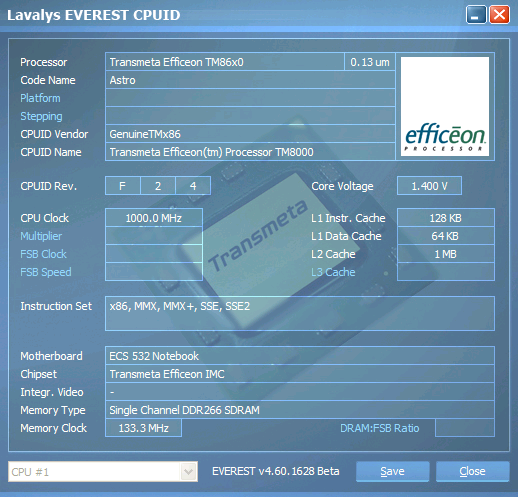 Lavalys EVEREST CPUID
Processor Transmeta Efficeon TM86x0 0.13 um
Code Name Astro
Platform
Stepping
efficēon
PROCESSOR
CPUID Vendor GenuineTMx86
CPUID Name Transmeta Efficeon(tm) Processor TM8000
CPUID Rev. F 2 4 Core Voltage 1.400 V
CPU Clock 1000.0 MHz L1 Instr. Cache 128 KB
Multiplier L1 Data Cache 64 KB
FSB Clock L2 Cache 1 MB
FSB Speed L3 Cache
Transmeta
Instruction Set x86, MMX, MMX+, SSE, SSE2
Motherboard ECS 532 Notebook
Chipset Transmeta Efficeon IMC
Integr. Video -
Memory Type Single Channel DDR266 SDRAM
Memory Clock 133.3 MHz DRAM:FSB Ratio
CPU #1 EVEREST v4.60.1628 Beta Save Close